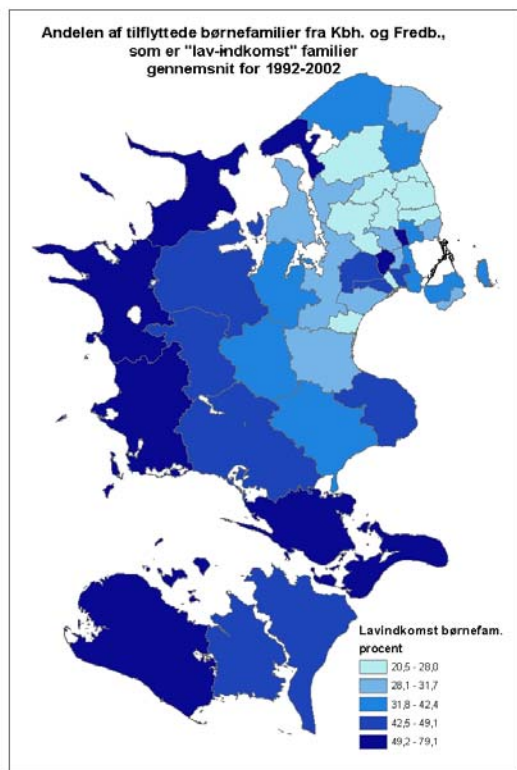 Andelen af tilflyttede børnefamilier fra Kbh. og Fredb.,
som er "lav-indkomst" familier
gennemsnit for 1992-2002
Lavindkomst børnefam.
procent
20,5 - 28,0
28,1 - 31,7
31,8 - 42,4
42,5 - 49,1
49,2 - 79,1